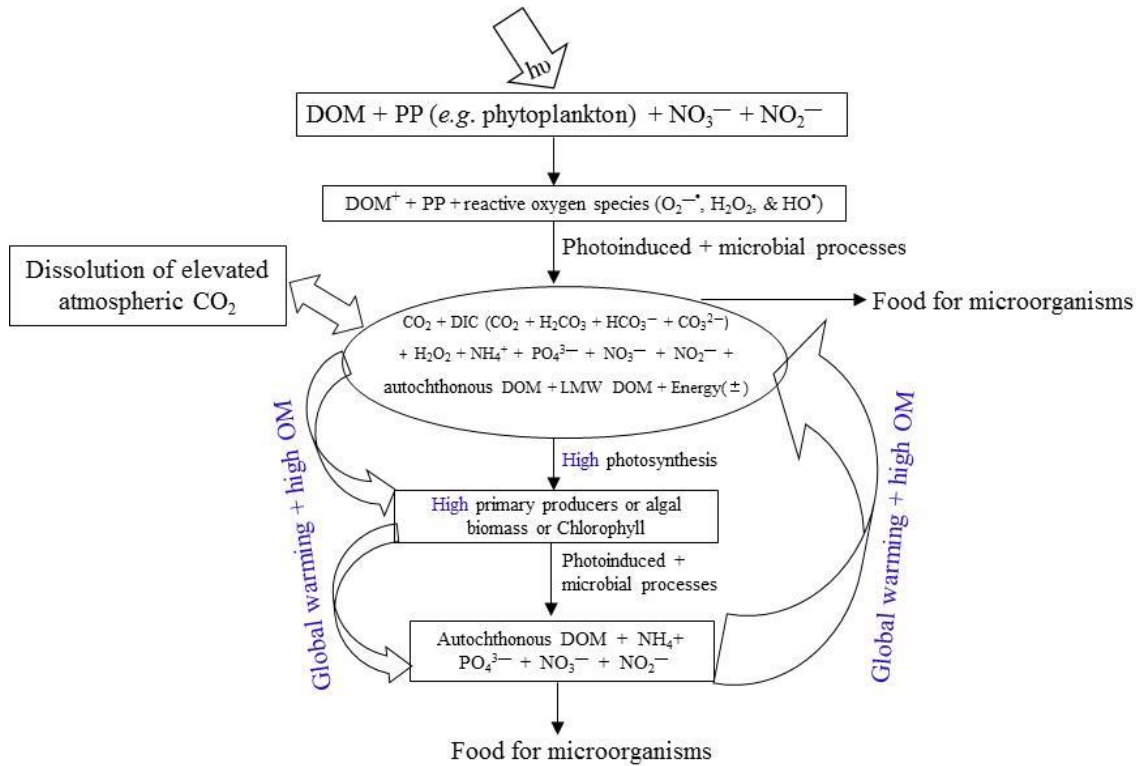 hυ
DOM + PP (e.g. phytoplankton) + NO₃⁻ + NO₂⁻
DOM⁺ + PP + reactive oxygen species (O₂⁻•, H₂O₂, & HO•)
Photoinduced + microbial processes
Dissolution of elevated
atmospheric CO₂
Food for microorganisms
CO₂ + DIC (CO₂ + H₂CO₃ + HCO₃⁻ + CO₃²⁻)
+ H₂O₂ + NH₄⁺ + PO₄³⁻ + NO₃⁻ + NO₂⁻ +
autochthonous DOM + LMW DOM + Energy(±)
Global warming + high OM
High photosynthesis
High primary producers or algal
biomass or Chlorophyll
Photoinduced +
microbial processes
Global warming + high OM
Autochthonous DOM + NH₄+
PO₄³⁻ + NO₃⁻ + NO₂⁻
Food for microorganisms